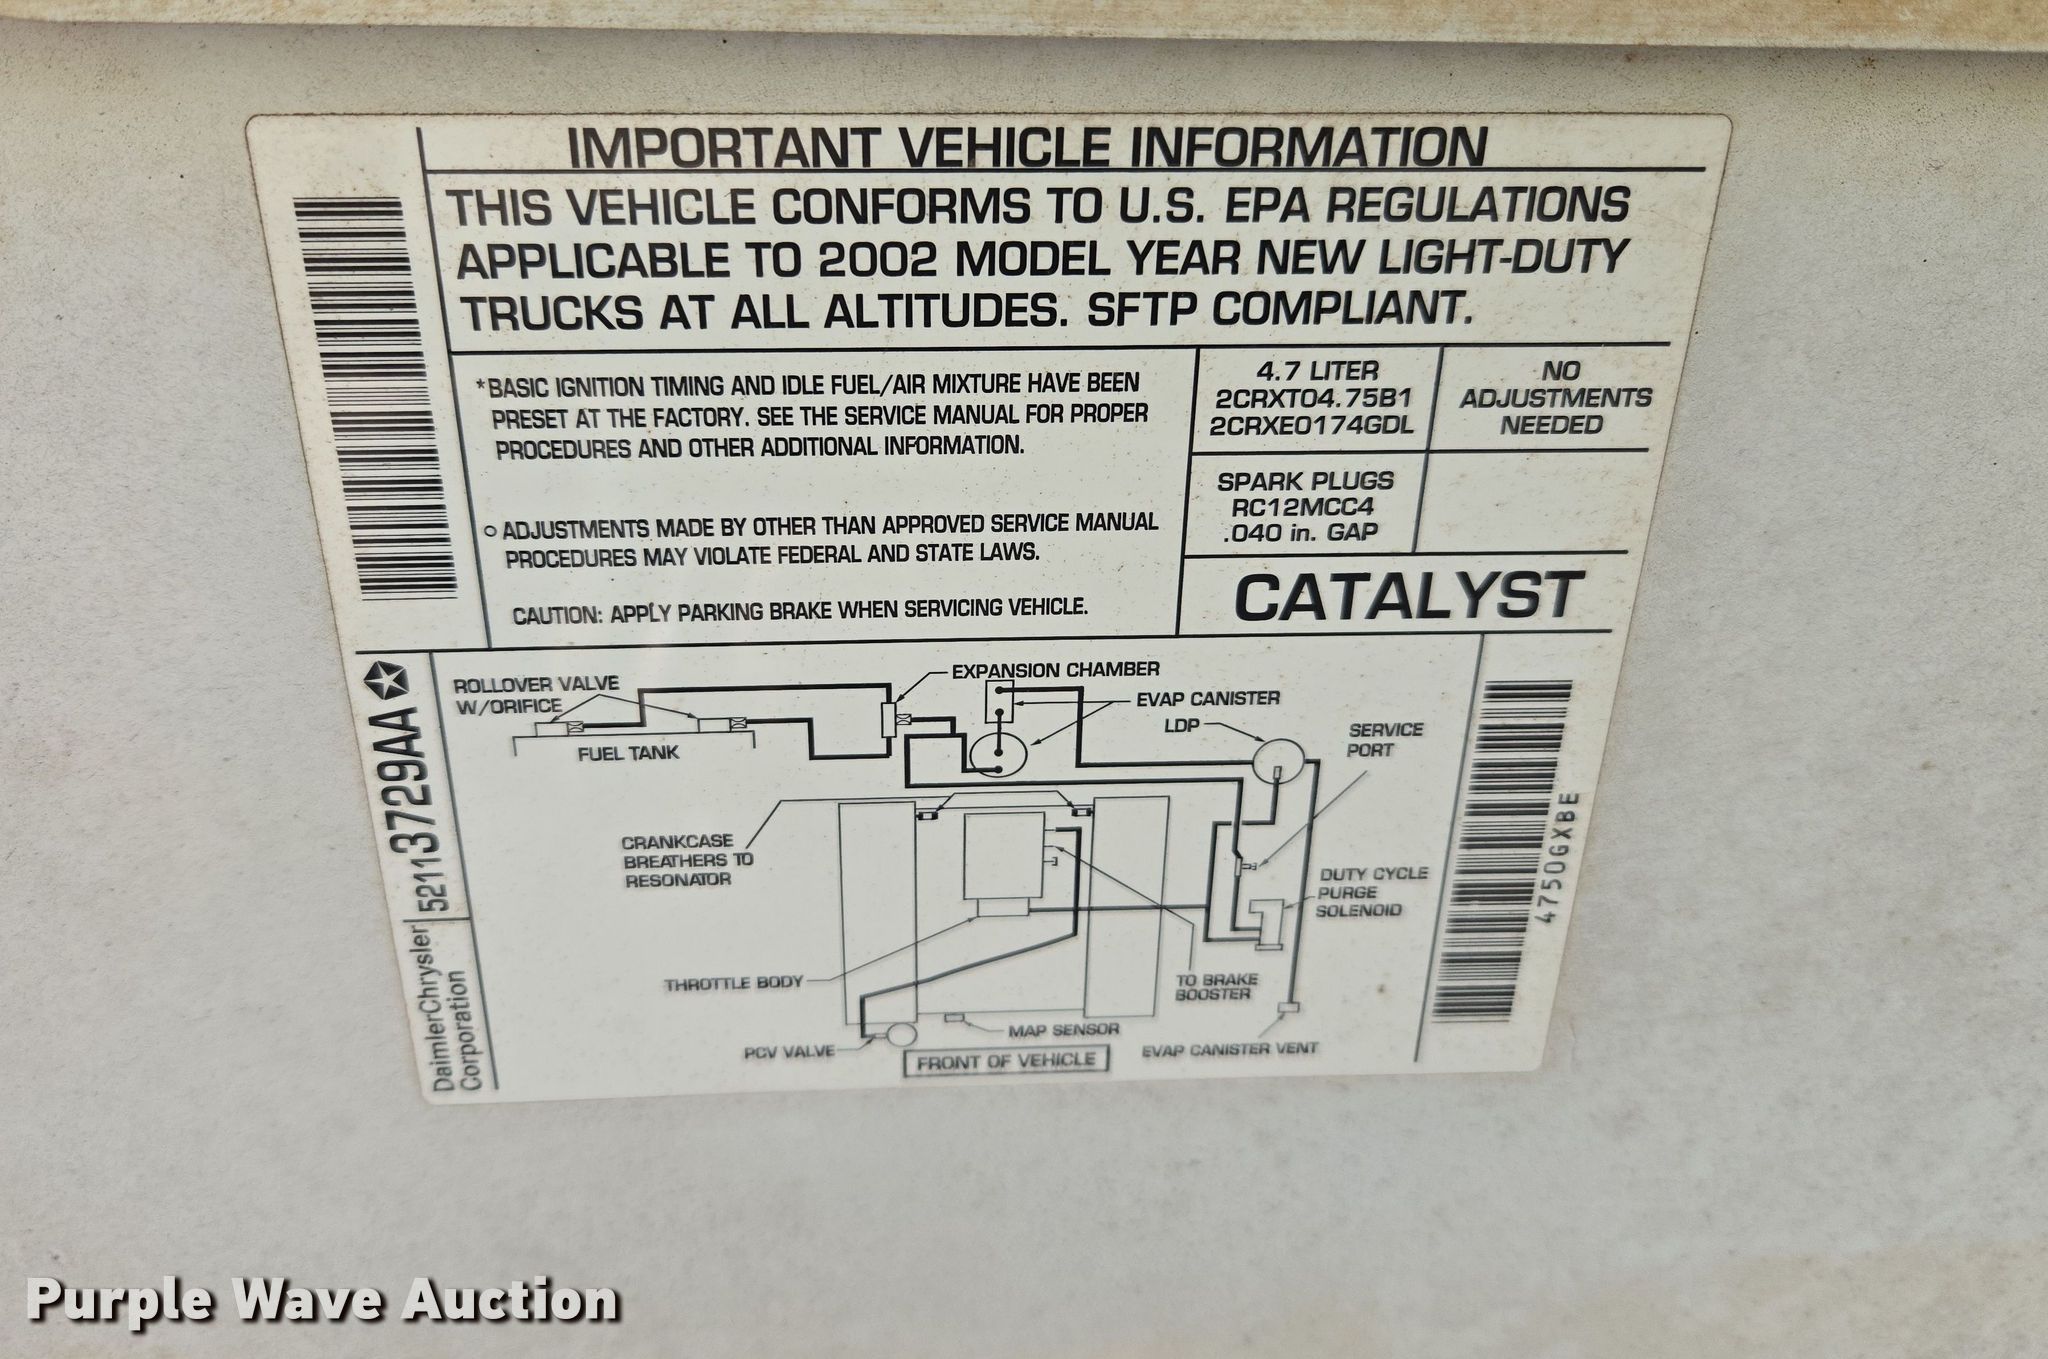 IMPORTANT VEHICLE INFORMATION
THIS VEHICLE CONFORMS TO U.S. EPA REGULATIONS
APPLICABLE TO 2002 MODEL YEAR NEW LIGHT-DUTY
TRUCKS AT ALL ALTITUDES. SFTP COMPLIANT.
*BASIC IGNITION TIMING AND IDLE FUEL/AIR MIXTURE HAVE BEEN
PRESET AT THE FACTORY. SEE THE SERVICE MANUAL FOR PROPER
PROCEDURES AND OTHER ADDITIONAL INFORMATION.
○ ADJUSTMENTS MADE BY OTHER THAN APPROVED SERVICE MANUAL
PROCEDURES MAY VIOLATE FEDERAL AND STATE LAWS.
CAUTION: APPLY PARKING BRAKE WHEN SERVICING VEHICLE.
4.7 LITER
2CRXT04.75B1
2CRXE0174GDL
NO
ADJUSTMENTS
NEEDED
SPARK PLUGS
RC12MCC4
.040 in. GAP
CATALYST
DaimlerChrysler
Corporation
52113729AA
ROLLOVER VALVE
W/ORIFICE
FUEL TANK
EXPANSION CHAMBER
EVAP CANISTER
LDP
SERVICE
PORT
CRANKCASE
BREATHERS TO
RESONATOR
DUTY CYCLE
PURGE
SOLENOID
THROTTLE BODY
TO BRAKE
BOOSTER
MAP SENSOR
PCV VALVE
EVAP CANISTER VENT
FRONT OF VEHICLE
4750GXBE
Purple Wave Auction